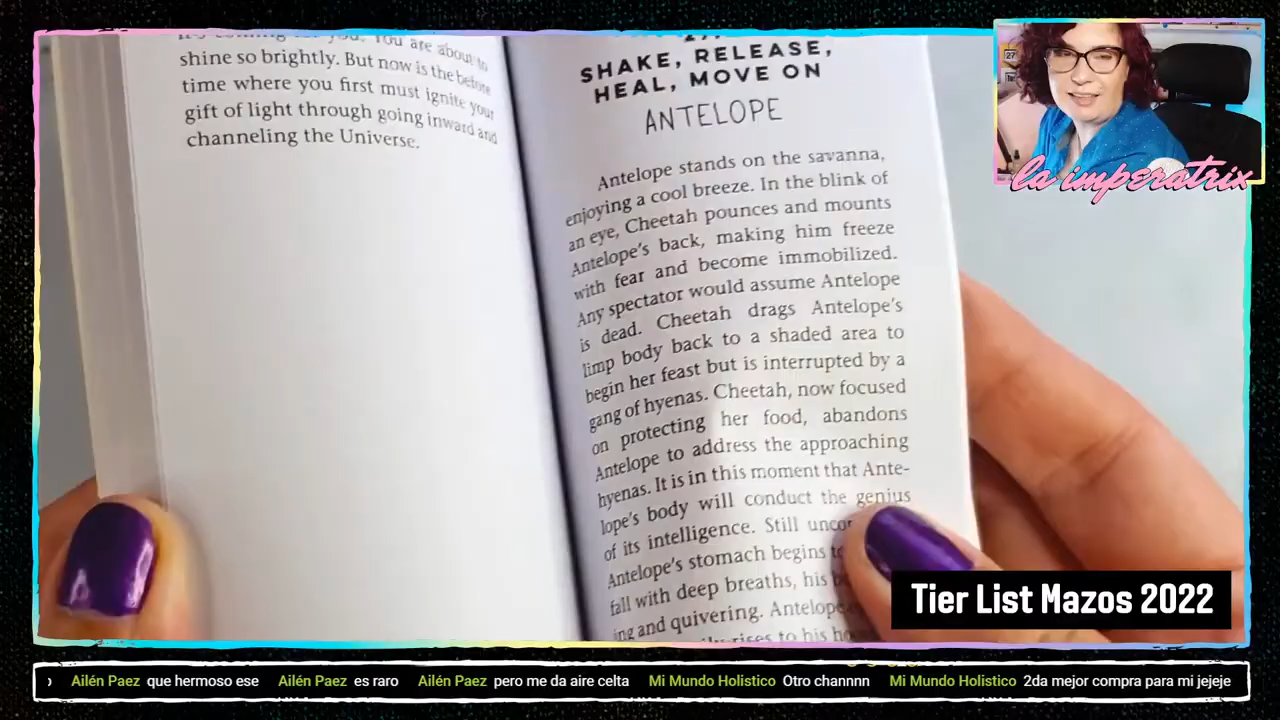 shine so brightly. But now is the before
time where you first must ignite your
gift of light through going inward and
channeling the Universe.
SHAKE, RELEASE,
HEAL, MOVE ON
ANTELOPE
Antelope stands on the savanna,
enjoying a cool breeze. In the blink of
an eye, Cheetah pounces and mounts
Antelope's back, making him freeze
with fear and become immobilized.
Any spectator would assume Antelope
is dead. Cheetah drags Antelope's
limp body back to a shaded area to
begin her feast but is interrupted by a
gang of hyenas. Cheetah, now focused
on protecting her food, abandons
Antelope to address the approaching
hyenas. It is in this moment that Ante-
lope's body will conduct the genius
of its intelligence. Still
Antelope's stomach begins
fall with deep breaths, his
ing and quivering. Antelope
rises to his
la imperatrix
Tier List Mazos 2022
Ailén Paez que hermoso ese Ailén Paez es raro Ailén Paez pero me da aire celta Mi Mundo Holistico Otro channnn Mi Mundo Holistico 2da mejor compra para mi jejeje